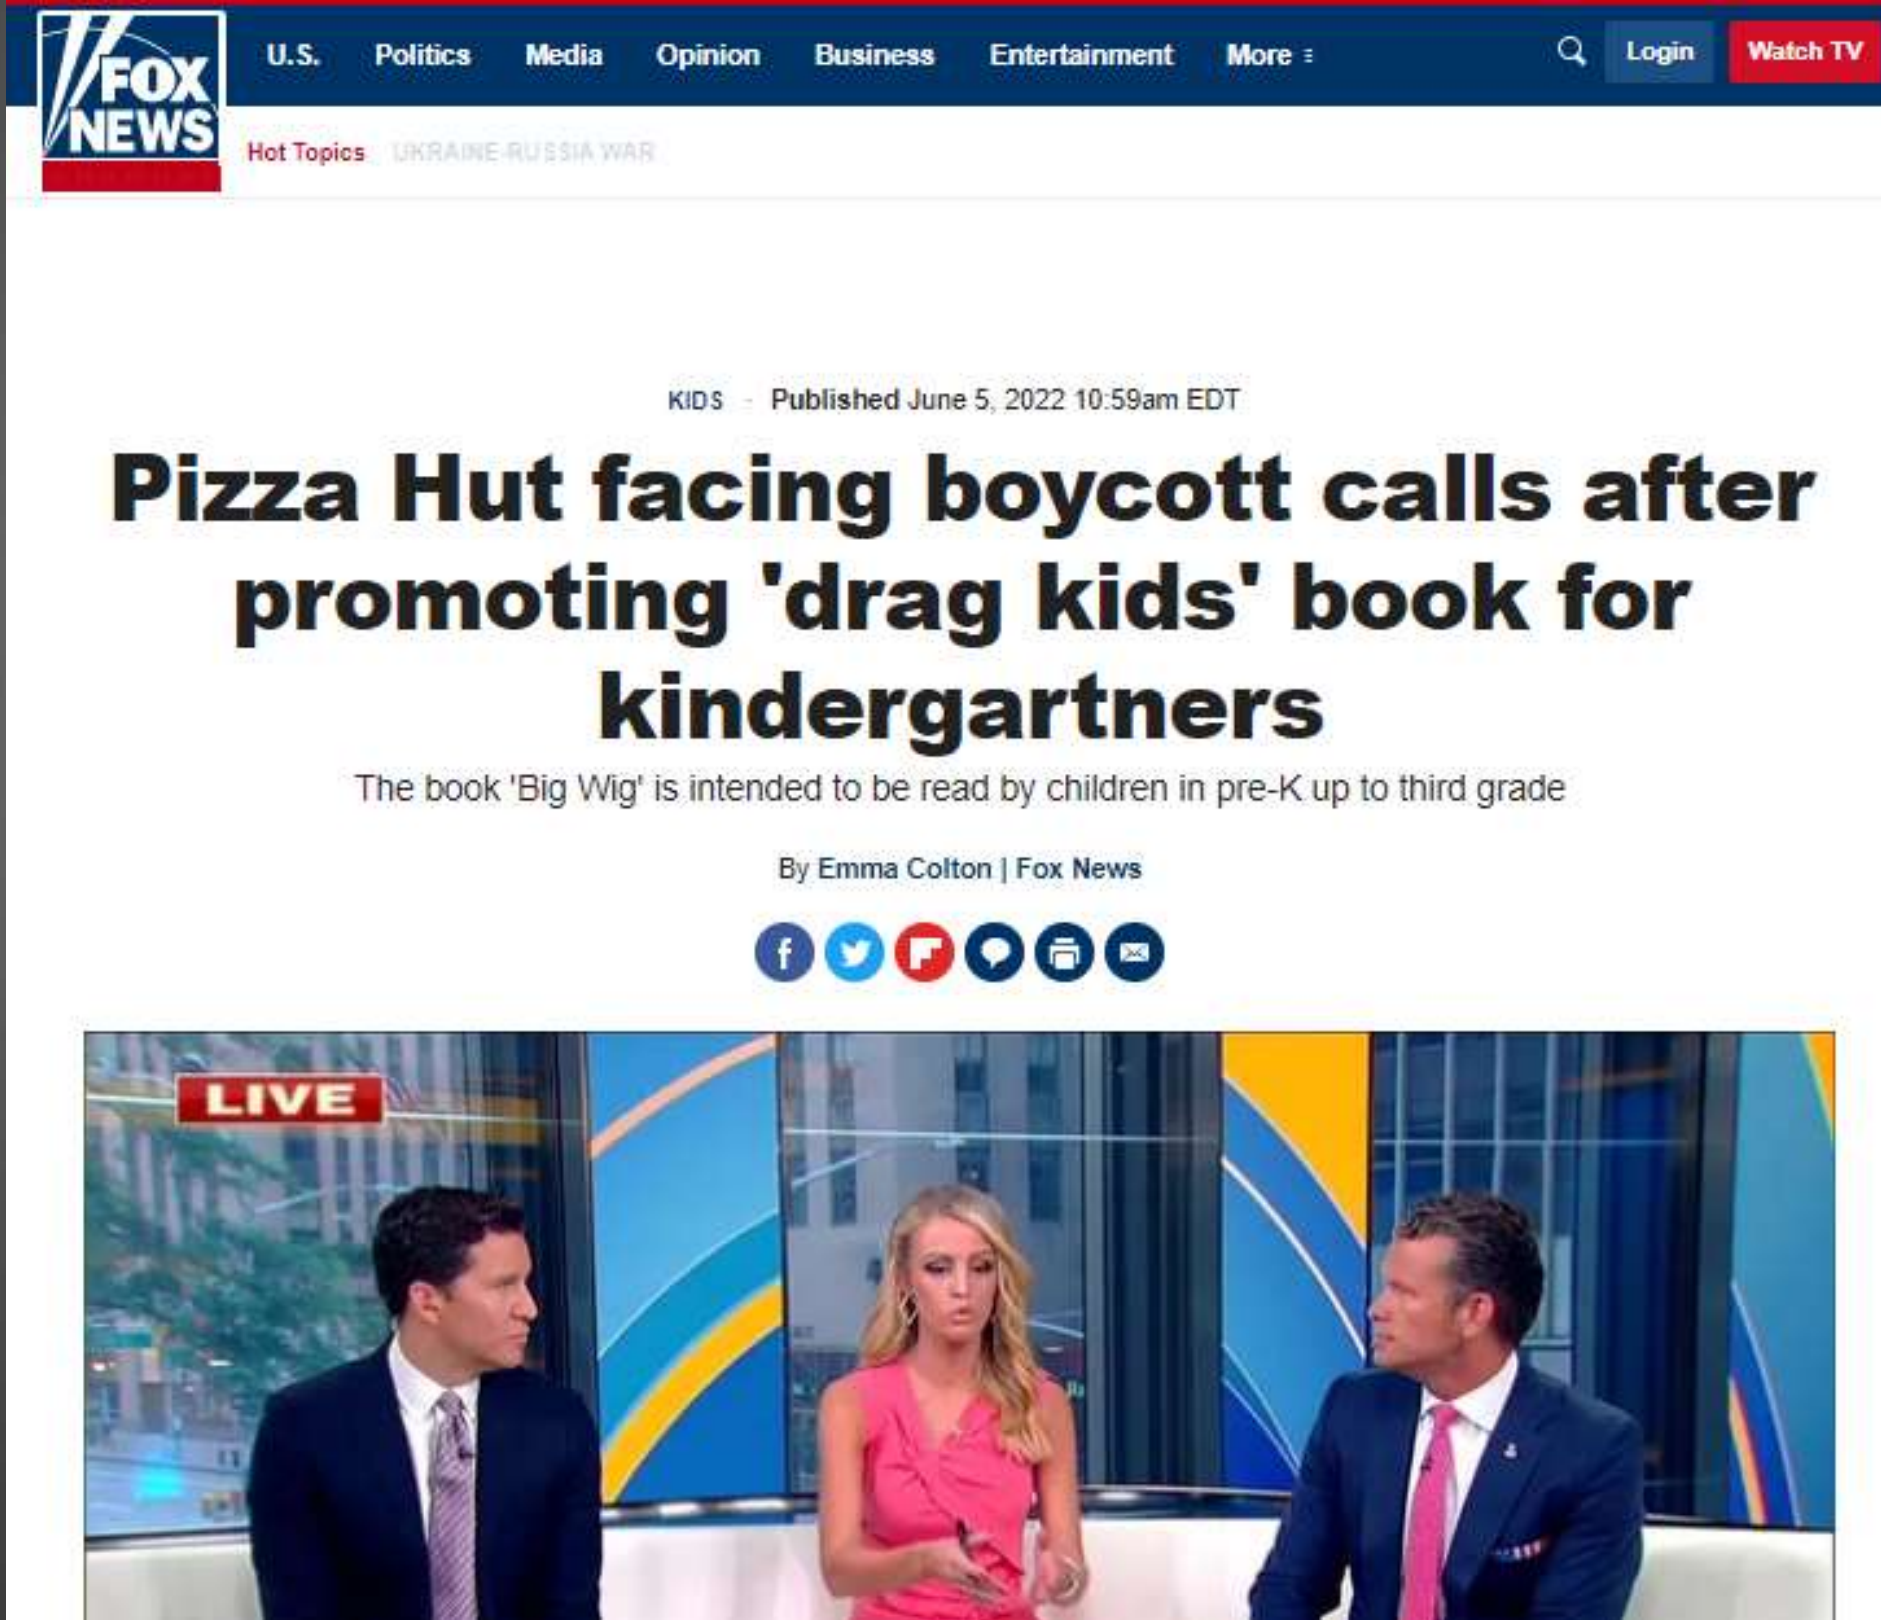 FOX
NEWS
U.S. Politics Media Opinion Business Entertainment More Login Watch TV
Hot Topics UKRAINE-RUSSIA WAR
KIDS - Published June 5, 2022 10:59am EDT
Pizza Hut facing boycott calls after
promoting 'drag kids' book for
kindergartners
The book 'Big Wig' is intended to be read by children in pre-K up to third grade
By Emma Colton | Fox News
LIVE